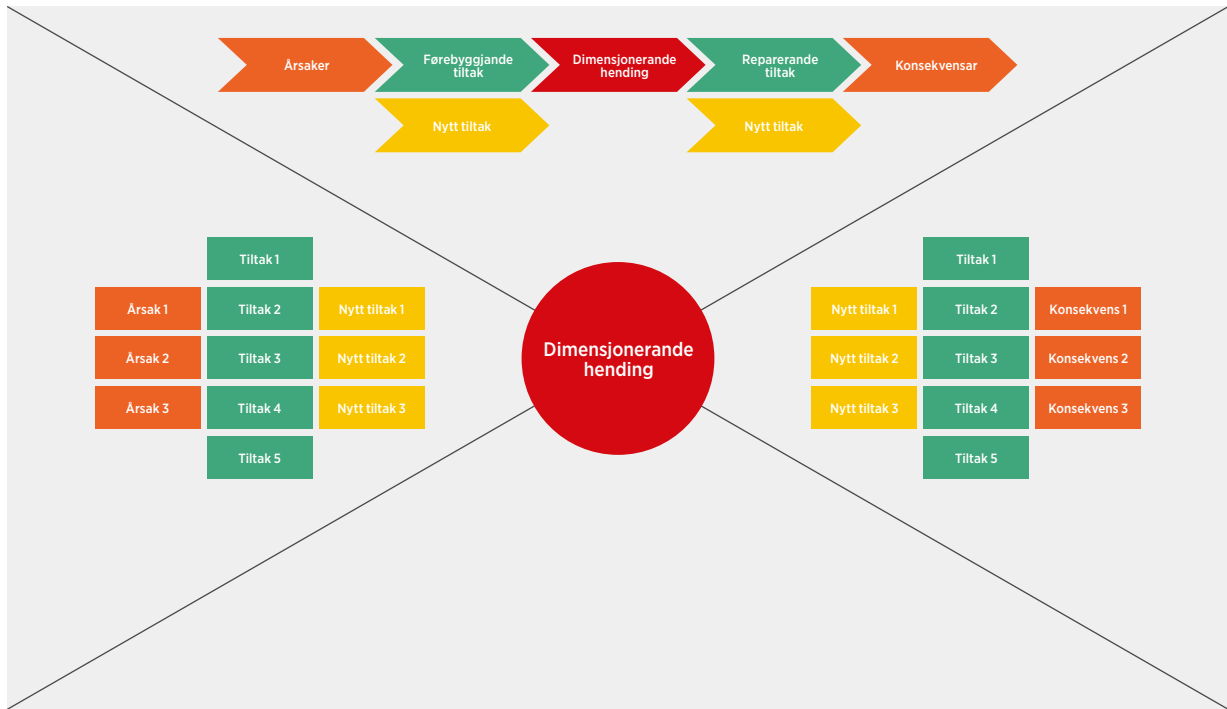 Årsaker
Førebyggjande
tiltak
Dimensjonerande
hending
Reparerande
tiltak
Konsekvensar
Nytt tiltak
Nytt tiltak
Tiltak 1
Årsak 1
Tiltak 2
Nytt tiltak 1
Årsak 2
Tiltak 3
Nytt tiltak 2
Årsak 3
Tiltak 4
Nytt tiltak 3
Tiltak 5
Dimensjonerande
hending
Tiltak 1
Nytt tiltak 1
Tiltak 2
Konsekvens 1
Nytt tiltak 2
Tiltak 3
Konsekvens 2
Nytt tiltak 3
Tiltak 4
Konsekvens 3
Tiltak 5